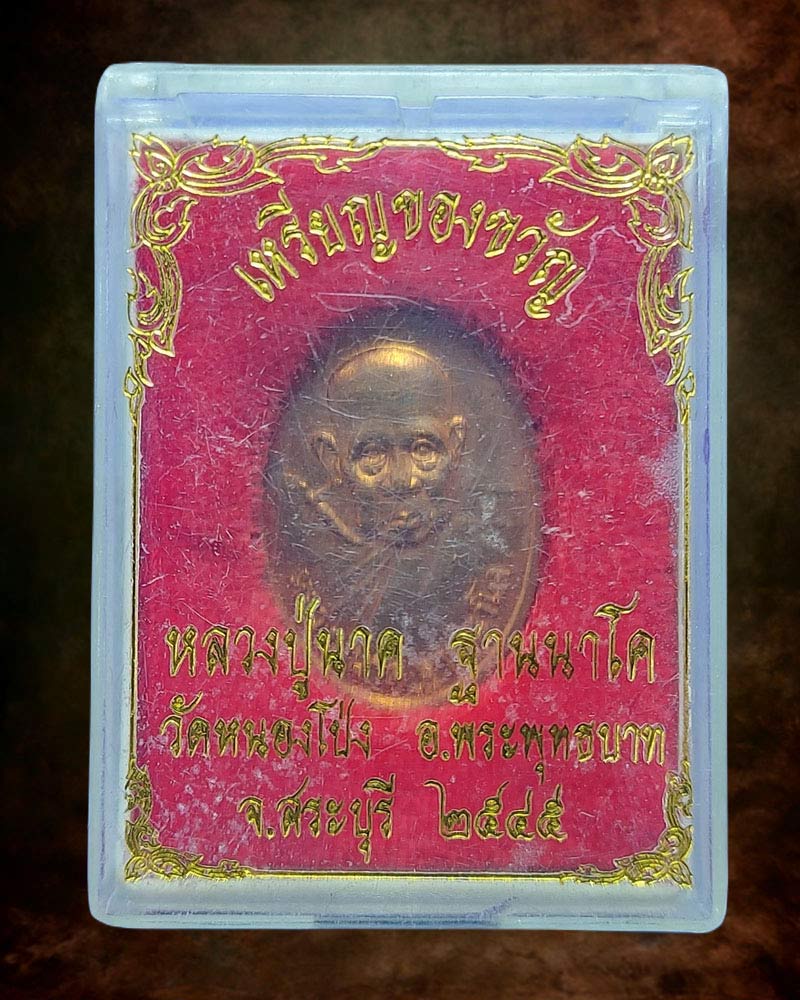 เหรียญของขวัญ
หลวงปู่นาค ฐานนาโค
วัดหนองโป่ง อ.พระพุทธบาท
จ.สระบุรี ๒๕๔๕